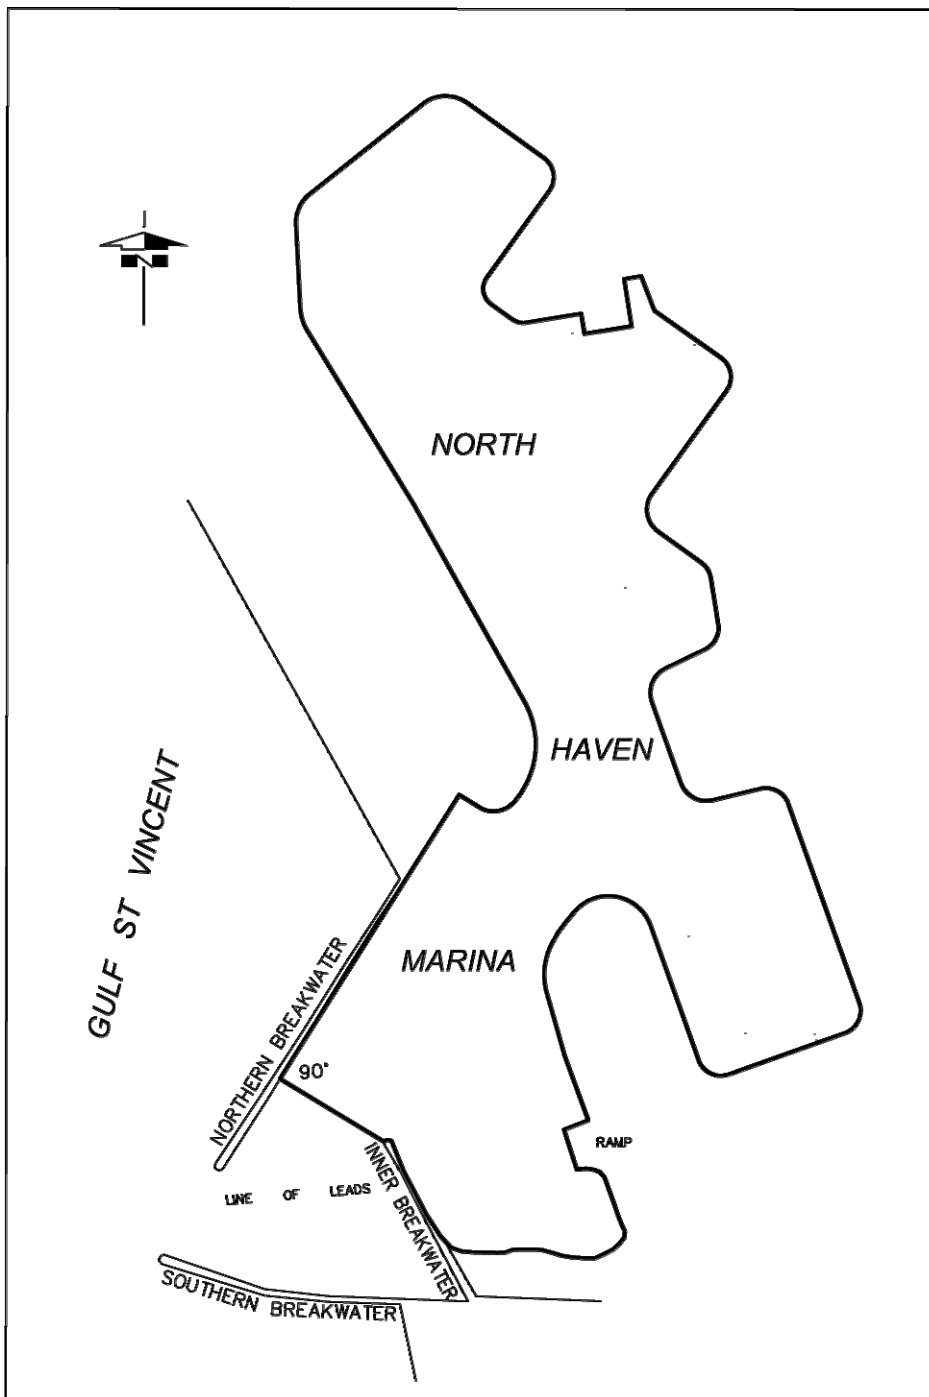 N
NORTH
HAVEN
GULF ST VINCENT
MARINA
NORTHERN BREAKWATER
90°
RAMP
INNER BREAKWATER
LINE OF LEADS
SOUTHERN BREAKWATER